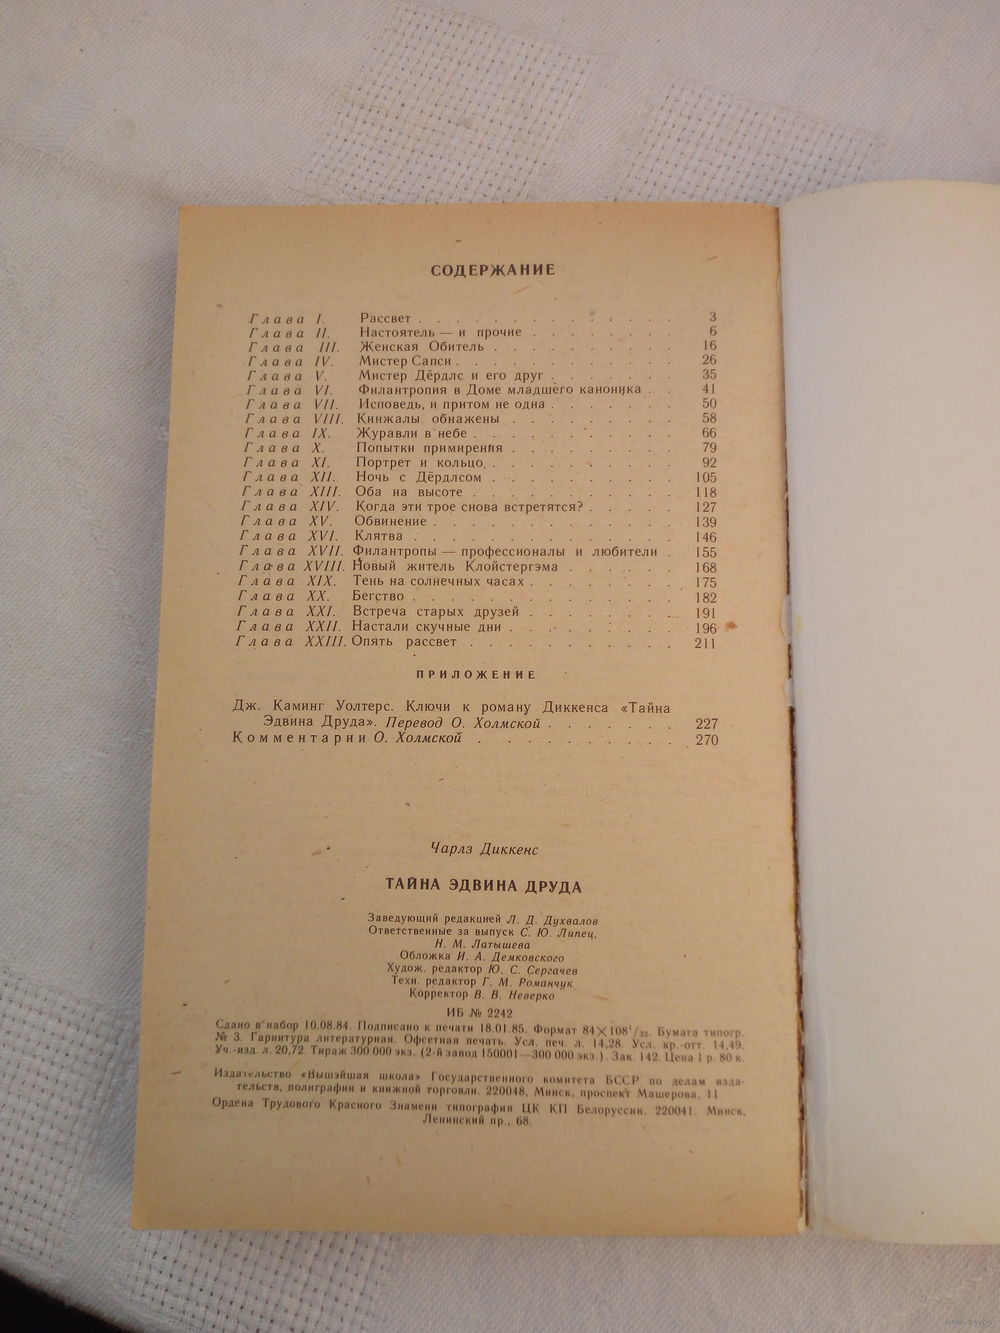 СОДЕРЖАНИЕ
Глава I. Рассвет . . . . . . . . . . . . . . 3
Глава II. Настоятель — и прочие . . . . . . . . 6
Глава III. Женская Обитель . . . . . . . . . . 16
Глава IV. Мистер Сапси . . . . . . . . . . . . 26
Глава V. Мистер Дёрдлс и его друг . . . . . . . 35
Глава VI. Филантропия в Доме младшего каноника . . 41
Глава VII. Исповедь, и притом не одна . . . . . . . 50
Глава VIII. Кинжалы обнажены . . . . . . . . . 58
Глава IX. Журавли в небе . . . . . . . . . . . 66
Глава X. Попытки примирения . . . . . . . . . 79
Глава XI. Портрет и кольцо . . . . . . . . . . 92
Глава XII. Ночь с Дёрдлсом . . . . . . . . . . 105
Глава XIII. Оба на высоте . . . . . . . . . . . 118
Глава XIV. Когда эти трое снова встретятся? . . . . . 127
Глава XV. Обвинение . . . . . . . . . . . . . 139
Глава XVI. Клятва . . . . . . . . . . . . . . 146
Глава XVII. Филантропы — профессионалы и любители . 155
Глава XVIII. Новый житель Клойстергэма . . . . . . 168
Глава XIX. Тень на солнечных часах . . . . . . . . 175
Глава XX. Бегство . . . . . . . . . . . . . . 182
Глава XXI. Встреча старых друзей . . . . . . . . 191
Глава XXII. Настали скучные дни . . . . . . . . . 196
Глава XXIII. Опять рассвет . . . . . . . . . . . 211
ПРИЛОЖЕНИЕ
Дж. Каминг Уолтерс. Ключи к роману Диккенса «Тайна
Эдвина Друда». Перевод О. Холмской . . . . . . . 227
Комментарии О. Холмской . . . . . . . . . . 270
Чарлз Диккенс
ТАЙНА ЭДВИНА ДРУДА
Заведующий редакцией Л. Д. Духвалов
Ответственные за выпуск С. Ю. Липец,
Н. М. Латышева
Обложка И. А. Демковского
Худож. редактор Ю. С. Сергачев
Техн. редактор Г. М. Романчук
Корректор В. В. Неверко
ИБ № 2242
Сдано в набор 10.08.84. Подписано к печати 18.01.85. Формат 84×108¹/₃₂. Бумага типогр.
№ 3. Гарнитура литературная. Офсетная печать. Усл. печ. л. 14,28. Усл. кр.-отт. 14,49.
Уч.-изд. л. 20,72. Тираж 300 000 экз. (2-й завод 150001—300 000 экз.). Зак. 142. Цена 1 р. 80 к.
Издательство «Вышэйшая школа» Государственного комитета БССР по делам изда-
тельств, полиграфии и книжной торговли. 220048, Минск, проспект Машерова, 11
Ордена Трудового Красного Знамени типография ЦК КП Белоруссии. 220041. Минск,
Ленинский пр., 68.